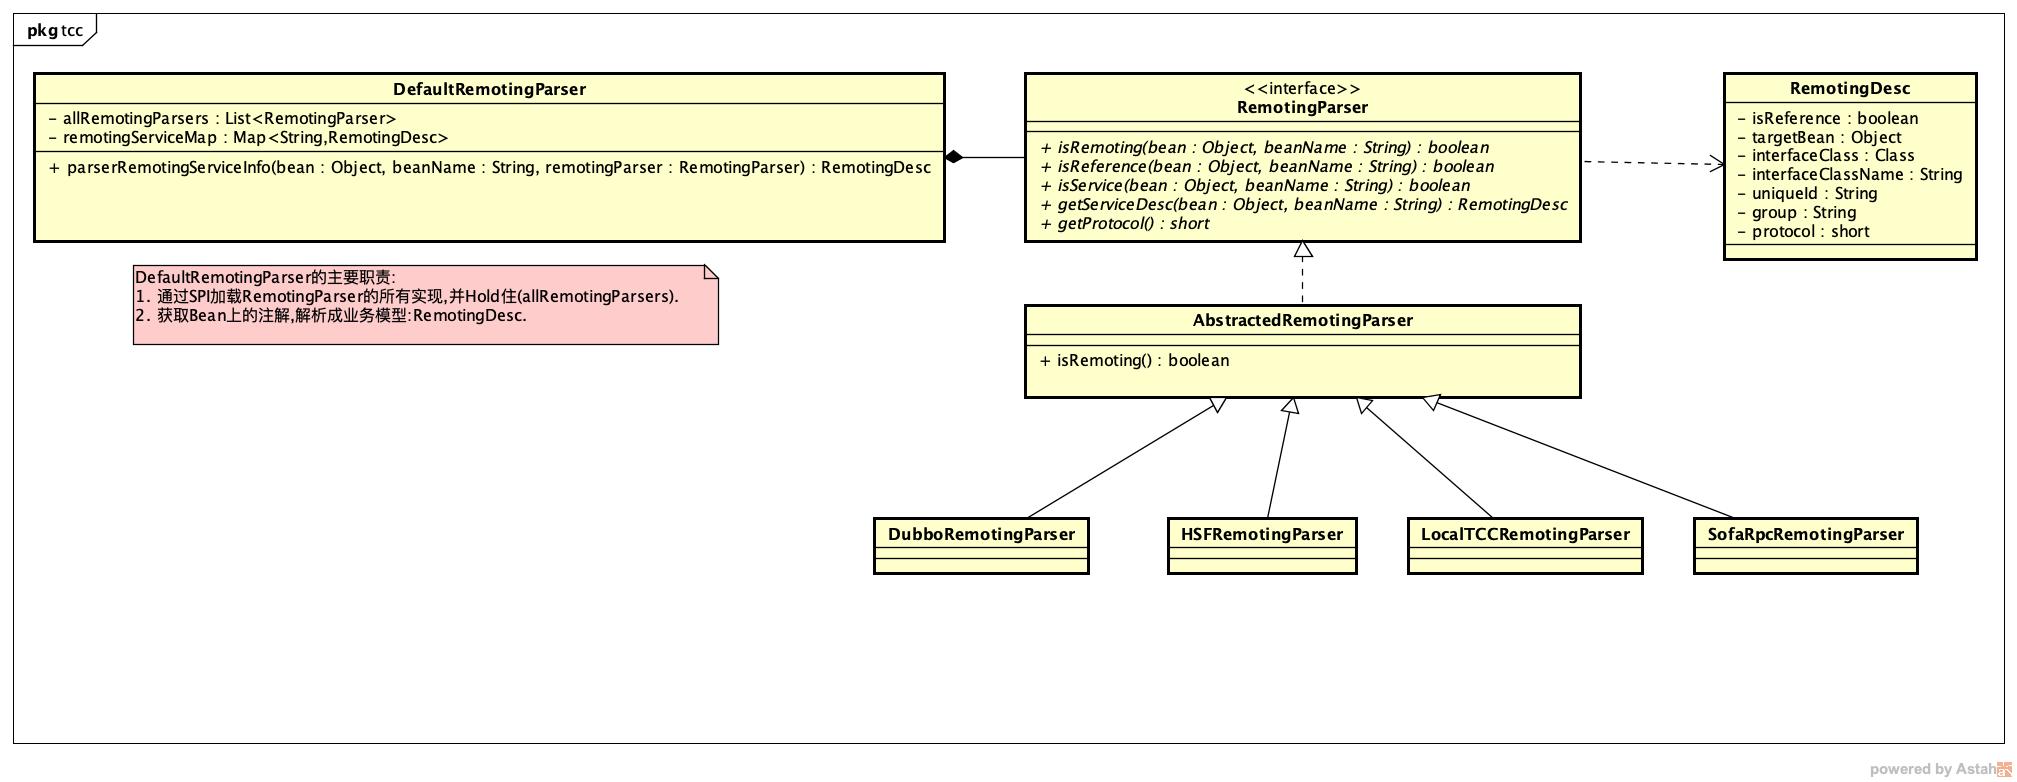 pkg tcc
DefaultRemotingParser
- allRemotingParsers : List<RemotingParser>
- remotingServiceMap : Map<String,RemotingDesc>
+ parserRemotingServiceInfo(bean : Object, beanName : String, remotingParser : RemotingParser) : RemotingDesc
<<interface>>
RemotingParser
+ isRemoting(bean : Object, beanName : String) : boolean
+ isReference(bean : Object, beanName : String) : boolean
+ isService(bean : Object, beanName : String) : boolean
+ getServiceDesc(bean : Object, beanName : String) : RemotingDesc
+ getProtocol() : short
RemotingDesc
- isReference : boolean
- targetBean : Object
- interfaceClass : Class
- interfaceClassName : String
- uniqueId : String
- group : String
- protocol : short
DefaultRemotingParser的主要职责:
1. 通过SPI加载RemotingParser的所有实现,并Hold住(allRemotingParsers).
2. 获取Bean上的注解,解析成业务模型:RemotingDesc.
AbstractedRemotingParser
+ isRemoting() : boolean
DubboRemotingParser
HSFRemotingParser
LocalTCCRemotingParser
SofaRpcRemotingParser
powered by Astah